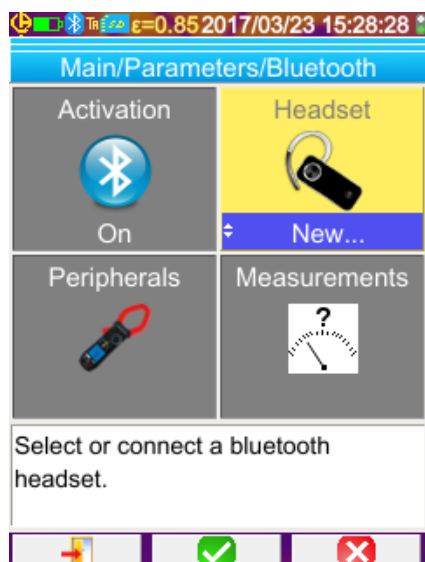 ε=0.85 2017/03/23 15:28:28
Main/Parameters/Bluetooth
Activation
Headset
On
New...
Peripherals
Measurements
?
Select or connect a bluetooth
headset.